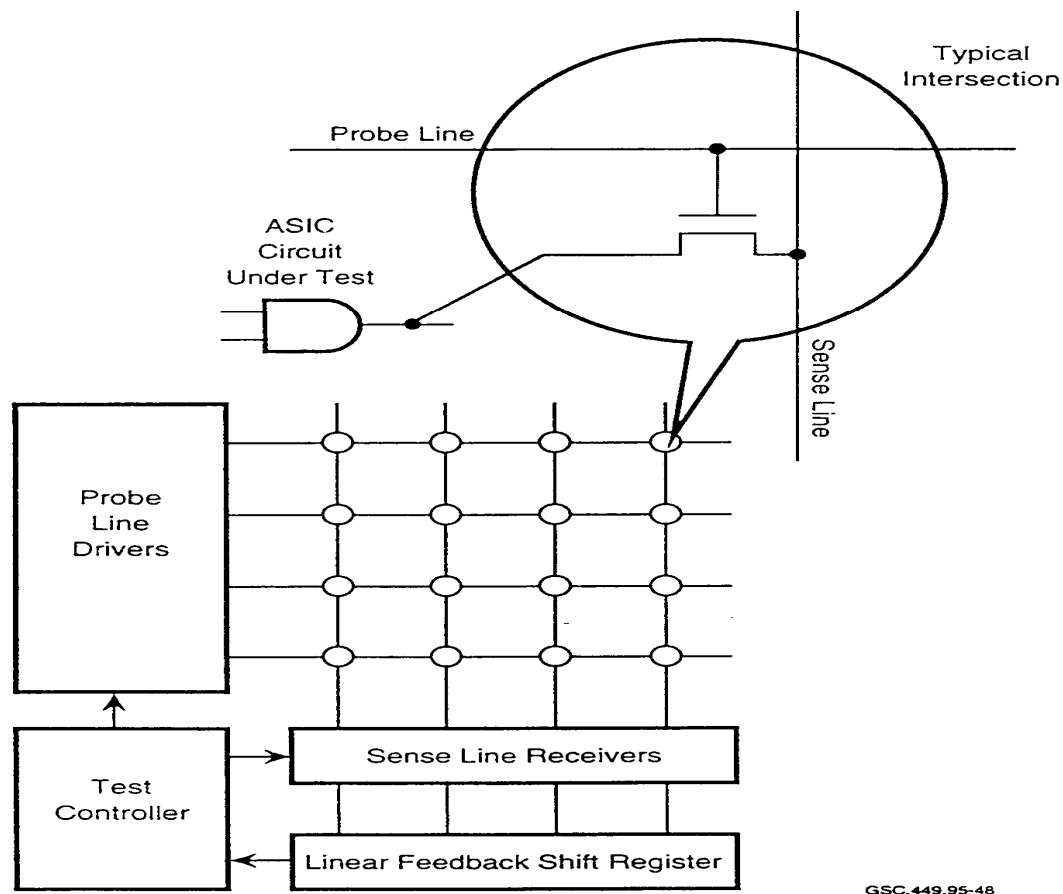 Typical
Intersection
Probe Line
ASIC
Circuit
Under Test
Sense Line
Probe
Line
Drivers
Sense Line Receivers
Test
Controller
Linear Feedback Shift Register
GSC.449.95-48